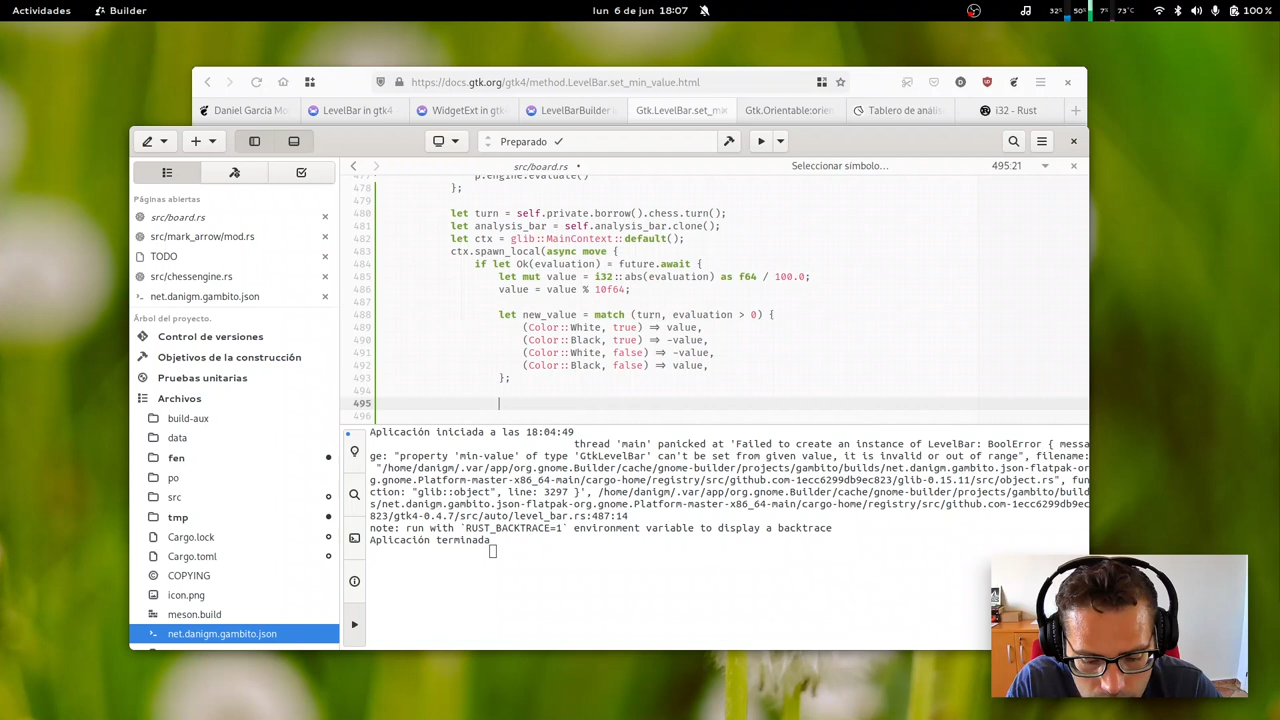 Actividades
Builder
lun 6 de jun 18:07
32%
50%
7%
73°C
100 %
https://docs.gtk.org/gtk4/method.LevelBar.set_min_value.html
Daniel García Mo
LevelBar in gtk4
WidgetExt in gtk
LevelBarBuilder
Gtk.LevelBar.set_mi
Gtk.Orientable:orien
Tablero de anális
i32 - Rust
Preparado
src/board.rs
Seleccionar símbolo…
495:21
Páginas abiertas
src/board.rs
src/mark_arrow/mod.rs
TODO
src/chessengine.rs
net.danigm.gambito.json
Árbol del proyecto.
Control de versiones
Objetivos de la construcción
Pruebas unitarias
Archivos
build-aux
data
fen
po
src
tmp
Cargo.lock
Cargo.toml
COPYING
icon.png
meson.build
net.danigm.gambito.json
477 p.engine.evaluate()
478 };
479
480 let turn = self.private.borrow().chess.turn();
481 let analysis_bar = self.analysis_bar.clone();
482 let ctx = glib::MainContext::default();
483 ctx.spawn_local(async move {
484 if let Ok(evaluation) = future.await {
485 let mut value = i32::abs(evaluation) as f64 / 100.0;
486 value = value % 10f64;
487
488 let new_value = match (turn, evaluation > 0) {
489 (Color::White, true) => value,
490 (Color::Black, true) => -value,
491 (Color::White, false) => -value,
492 (Color::Black, false) => value,
493 };
494
495
496
Aplicación iniciada a las 18:04:49
thread 'main' panicked at 'Failed to create an instance of LevelBar: BoolError { messa
ge: "property 'min-value' of type 'GtkLevelBar' can't be set from given value, it is invalid or out of range", filename:
"/home/danigm/.var/app/org.gnome.Builder/cache/gnome-builder/projects/gambito/builds/net.danigm.gambito.json-flatpak-or
g.gnome.Platform-master-x86_64-main/cargo-home/registry/src/github.com-1ecc6299db9ec823/glib-0.15.11/src/object.rs", fun
ction: "glib::object", line: 3297 }', /home/danigm/.var/app/org.gnome.Builder/cache/gnome-builder/projects/gambito/build
s/net.danigm.gambito.json-flatpak-org.gnome.Platform-master-x86_64-main/cargo-home/registry/src/github.com-1ecc6299db9ec
823/gtk4-0.4.7/src/auto/level_bar.rs:487:14
note: run with `RUST_BACKTRACE=1` environment variable to display a backtrace
Aplicación terminada